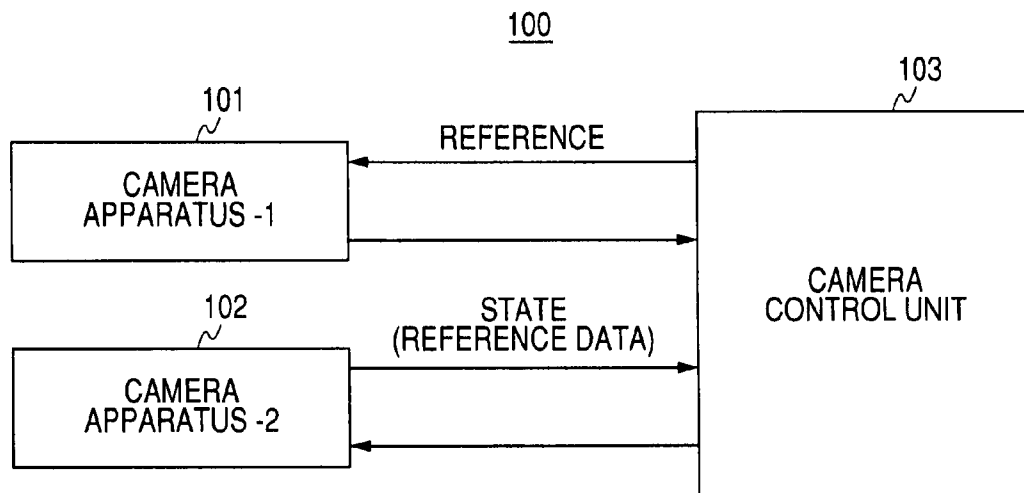 100
101
103
REFERENCE
CAMERA
APPARATUS -1
102
STATE
(REFERENCE DATA)
CAMERA
CONTROL UNIT
CAMERA
APPARATUS -2